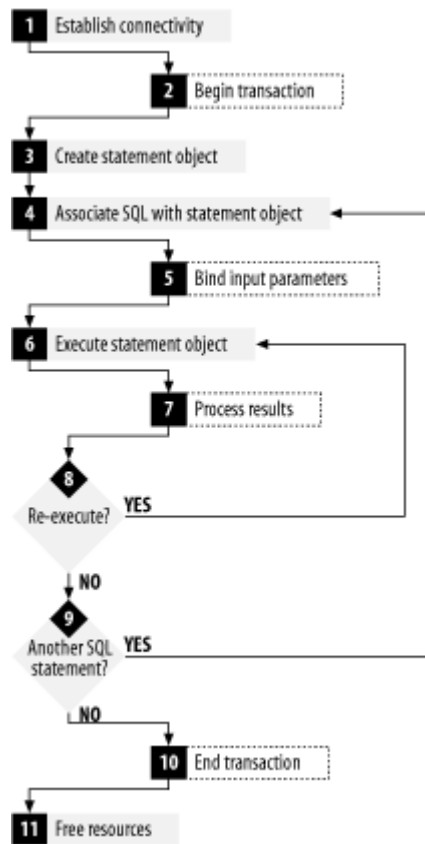 1 Establish connectivity
2 Begin transaction
3 Create statement object
4 Associate SQL with statement object
5 Bind input parameters
6 Execute statement object
7 Process results
8
Re-execute?
YES
NO
9
Another SQL
statement?
YES
NO
10 End transaction
11 Free resources